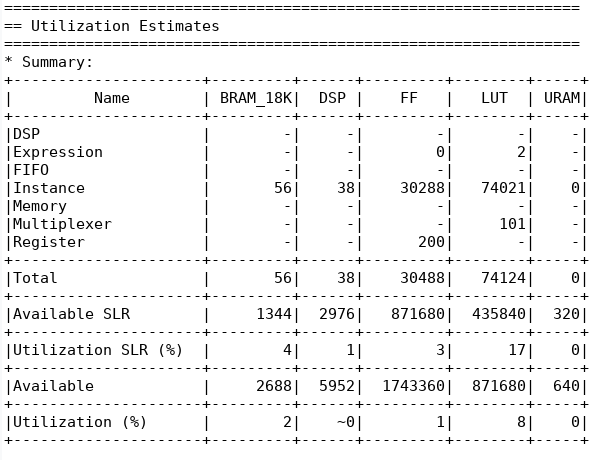 ================================================================
== Utilization Estimates
================================================================
* Summary:
+---------------------+---------+------+---------+--------+-----+
|         Name        | BRAM_18K|  DSP |    FF   |   LUT  | URAM|
+---------------------+---------+------+---------+--------+-----+
|DSP                  |        -|     -|        -|       -|    -|
|Expression           |        -|     -|        0|       2|    -|
|FIFO                 |        -|     -|        -|       -|    -|
|Instance             |       56|    38|    30288|   74021|    0|
|Memory               |        -|     -|        -|       -|    -|
|Multiplexer          |        -|     -|        -|     101|    -|
|Register             |        -|     -|      200|       -|    -|
+---------------------+---------+------+---------+--------+-----+
|Total                |       56|    38|    30488|   74124|    0|
+---------------------+---------+------+---------+--------+-----+
|Available SLR        |     1344|  2976|   871680|  435840|  320|
+---------------------+---------+------+---------+--------+-----+
|Utilization SLR (%)  |        4|     1|        3|      17|    0|
+---------------------+---------+------+---------+--------+-----+
|Available            |     2688|  5952|  1743360|  871680|  640|
+---------------------+---------+------+---------+--------+-----+
|Utilization (%)      |        2|    ~0|        1|       8|    0|
+---------------------+---------+------+---------+--------+-----+